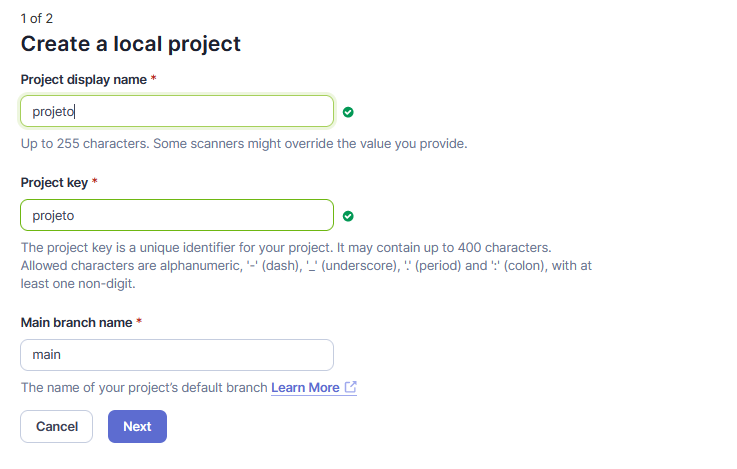 1 of 2
Create a local project
Project display name *
projeto
Up to 255 characters. Some scanners might override the value you provide.
Project key *
projeto
The project key is a unique identifier for your project. It may contain up to 400 characters.
Allowed characters are alphanumeric, '-' (dash), '_' (underscore), '.' (period) and ':' (colon), with at
least one non-digit.
Main branch name *
main
The name of your project's default branch Learn More
Cancel Next